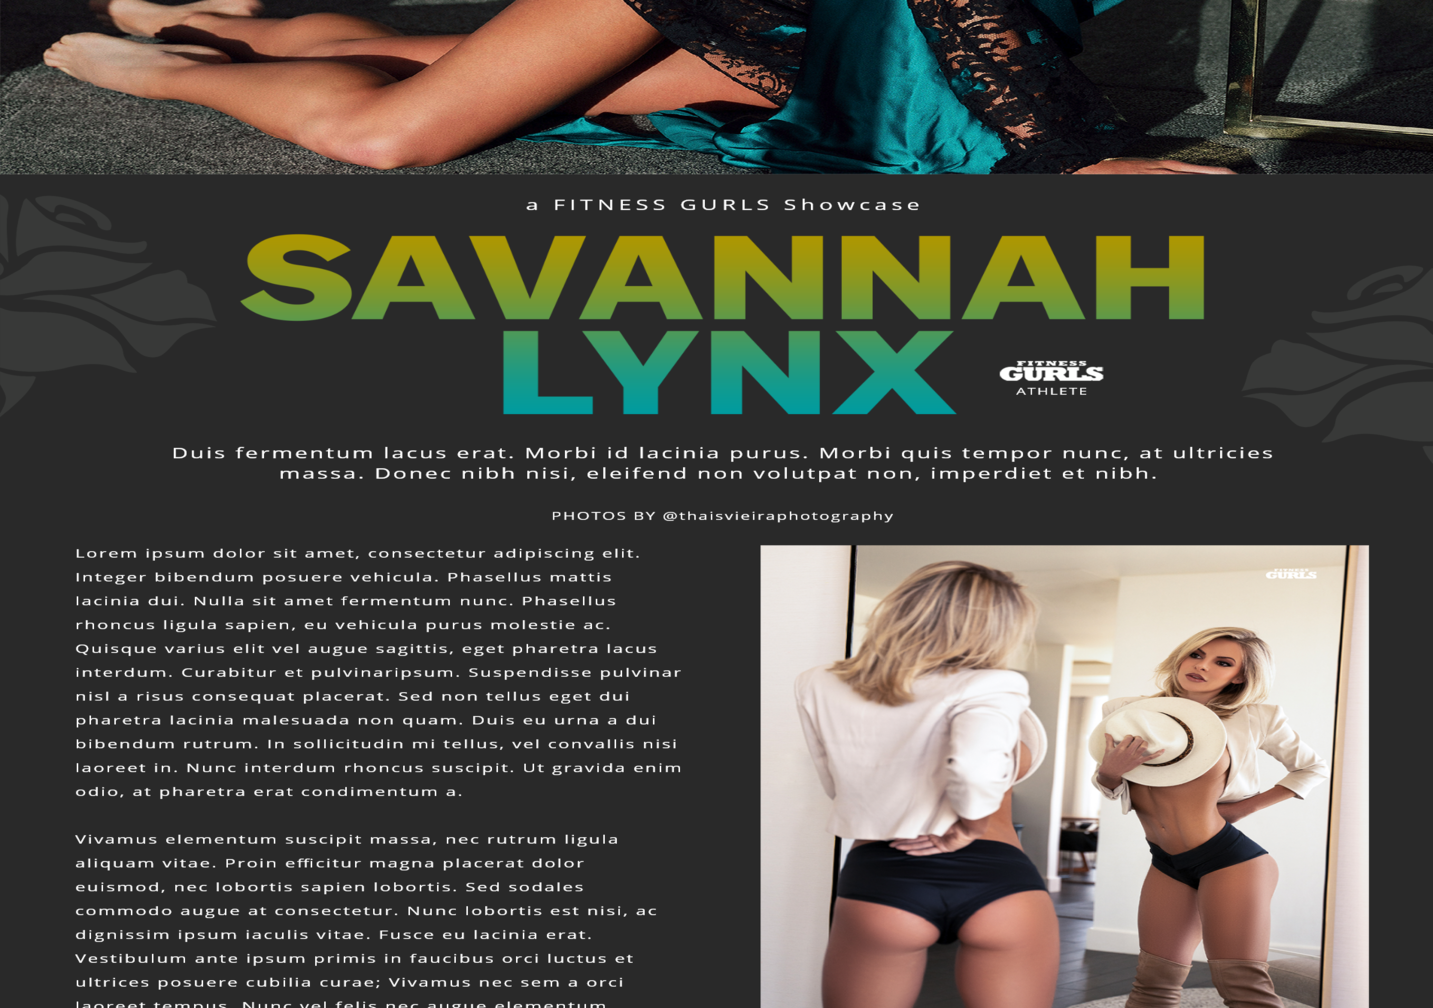 a FITNESS GURLS Showcase
SAVANNAH
LYNX
FITNESS
GURLS
ATHLETE
Duis fermentum lacus erat. Morbi id lacinia purus. Morbi quis tempor nunc, at ultricies
massa. Donec nibh nisi, eleifend non volutpat non, imperdiet et nibh.
PHOTOS BY @thaisvieiraphotography
Lorem ipsum dolor sit amet, consectetur adipiscing elit.
Integer bibendum posuere vehicula. Phasellus mattis
lacinia dui. Nulla sit amet fermentum nunc. Phasellus
rhoncus ligula sapien, eu vehicula purus molestie ac.
Quisque varius elit vel augue sagittis, eget pharetra lacus
interdum. Curabitur et pulvinaripsum. Suspendisse pulvinar
nisl a risus consequat placerat. Sed non tellus eget dui
pharetra lacinia malesuada non quam. Duis eu urna a dui
bibendum rutrum. In sollicitudin mi tellus, vel convallis nisi
laoreet in. Nunc interdum rhoncus suscipit. Ut gravida enim
odio, at pharetra erat condimentum a.
Vivamus elementum suscipit massa, nec rutrum ligula
aliquam vitae. Proin efficitur magna placerat dolor
euismod, nec lobortis sapien lobortis. Sed sodales
commodo augue at consectetur. Nunc lobortis est nisi, ac
dignissim ipsum iaculis vitae. Fusce eu lacinia erat.
Vestibulum ante ipsum primis in faucibus orci luctus et
ultrices posuere cubilia curae; Vivamus nec sem a orci
laoreet tempus. Nunc vel felis nec augue elementum
FITNESS
GURLS